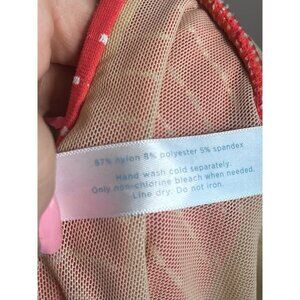 87% nylon 8% polyester 5% spandex
Hand wash cold separately.
Only non-chlorine bleach when needed.
Line dry. Do not iron.